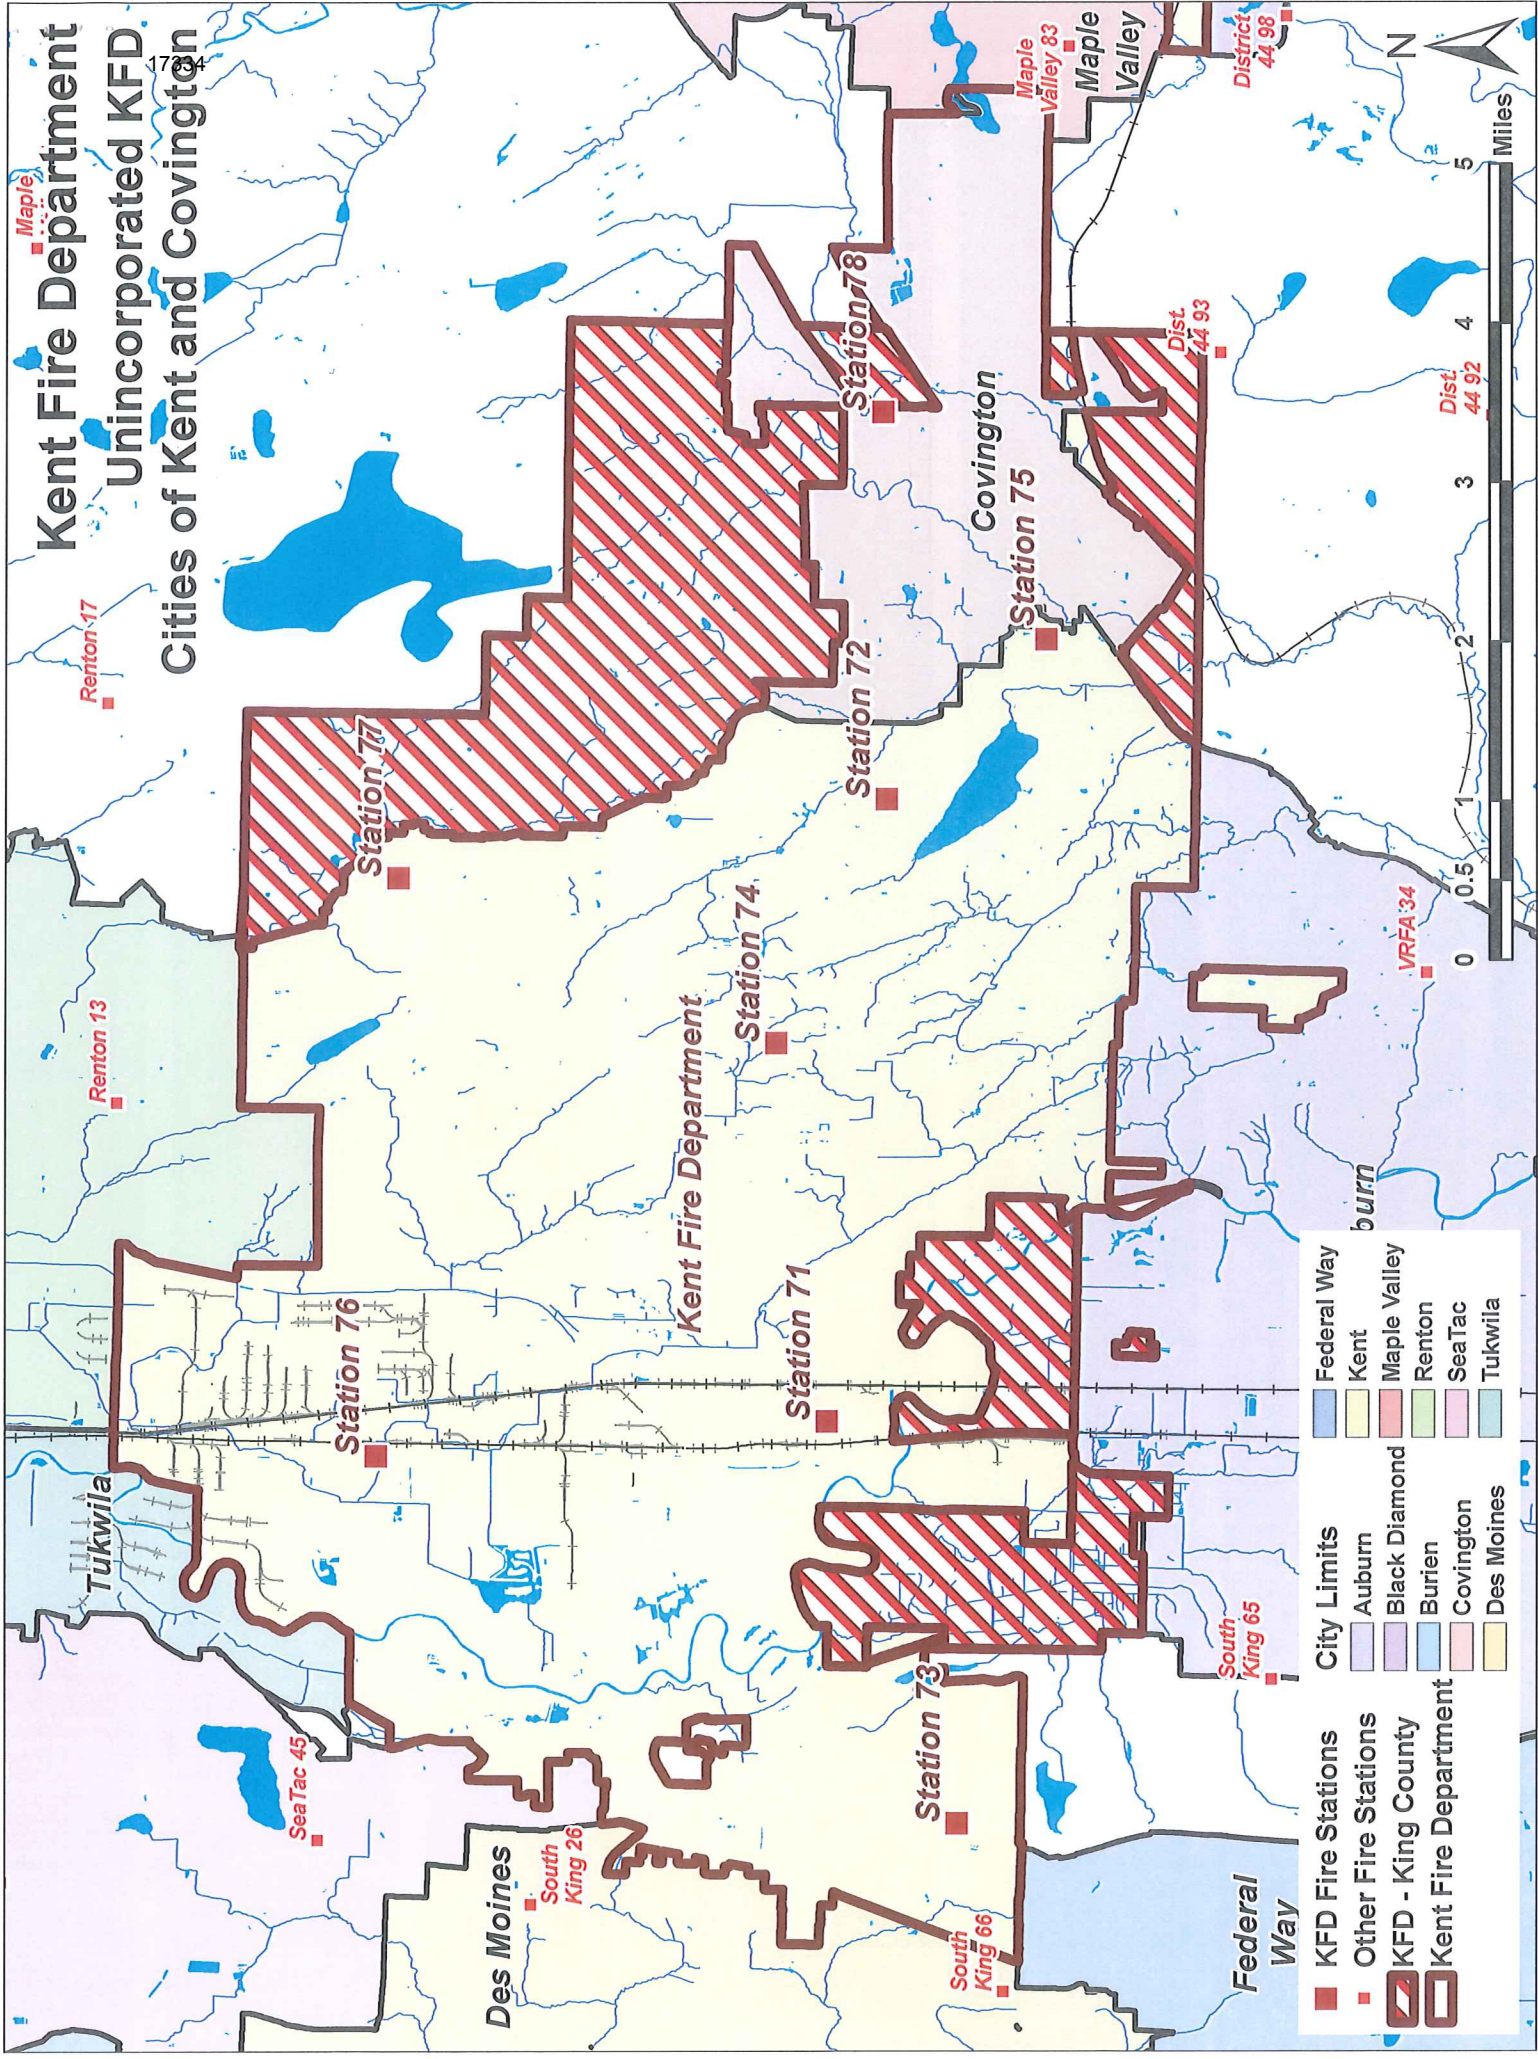 Kent Fire Department
Unincorporated KFD
Cities of Kent and Covington
17334
Maple
Renton 17
Renton 13
Tukwila
SeaTac 45
Des Moines
South
King 26
South
King 66
Federal
Way
Station 76
Station 77
Kent Fire Department
Station 74
Station 71
Station 72
Station 73
Station 78
Covington
Station 75
Maple
Valley 83
Maple
Valley
District
44 98
Dist.
44 93
Dist.
44 92
VRFA 34
South
King 65
burn
N
0 0.5 1 2 3 4 5
Miles
KFD Fire Stations
Other Fire Stations
KFD - King County
Kent Fire Department
City Limits
Auburn
Black Diamond
Burien
Covington
Des Moines
Federal Way
Kent
Maple Valley
Renton
SeaTac
Tukwila